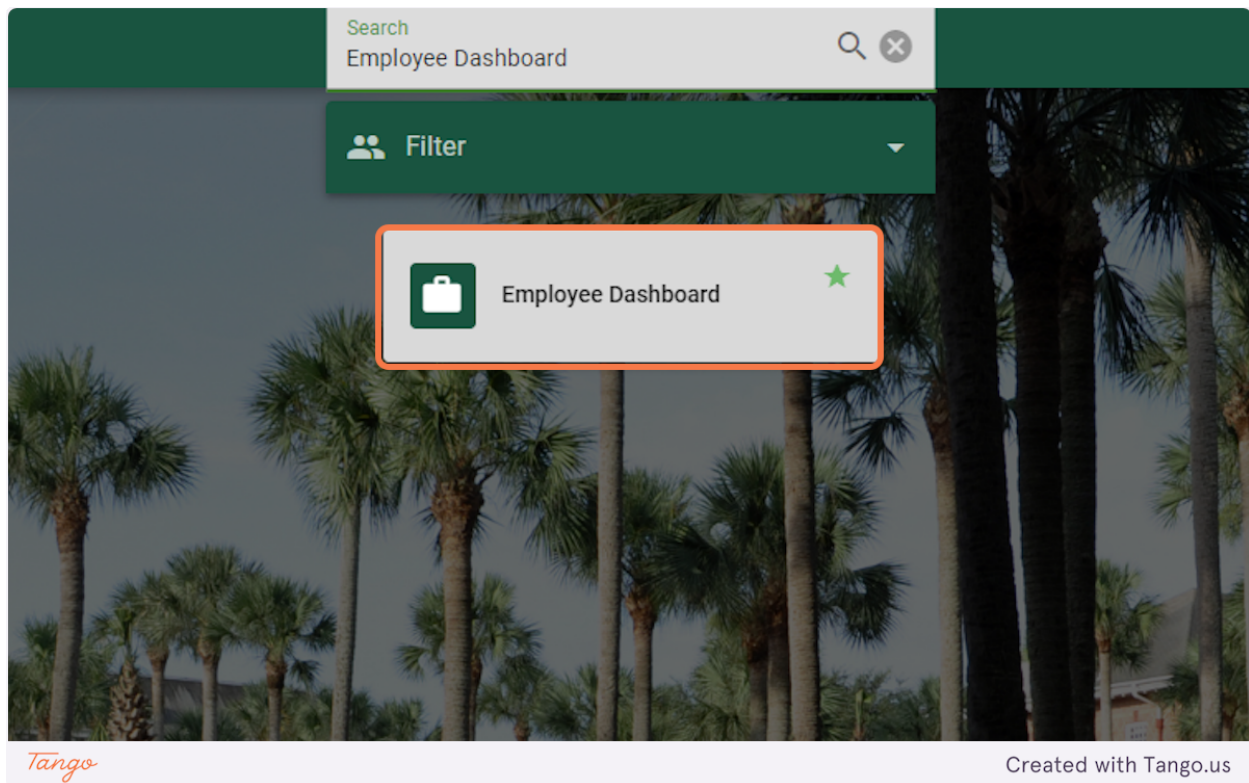 Search
Employee Dashboard
Filter
Employee Dashboard
Tango
Created with Tango.us